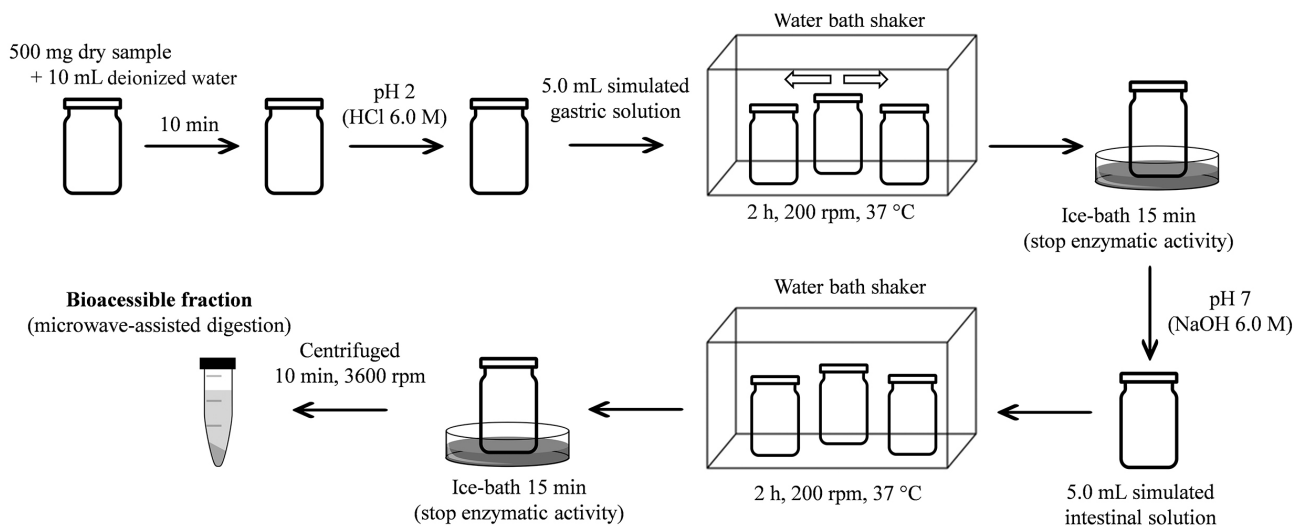 500 mg dry sample
+ 10 mL deionized water
10 min
pH 2
(HCl 6.0 M)
5.0 mL simulated
gastric solution
Water bath shaker
2 h, 200 rpm, 37 °C
Ice-bath 15 min
(stop enzymatic activity)
pH 7
(NaOH 6.0 M)
5.0 mL simulated
intestinal solution
Water bath shaker
2 h, 200 rpm, 37 °C
Ice-bath 15 min
(stop enzymatic activity)
Centrifuged
10 min, 3600 rpm
Bioacessible fraction
(microwave-assisted digestion)